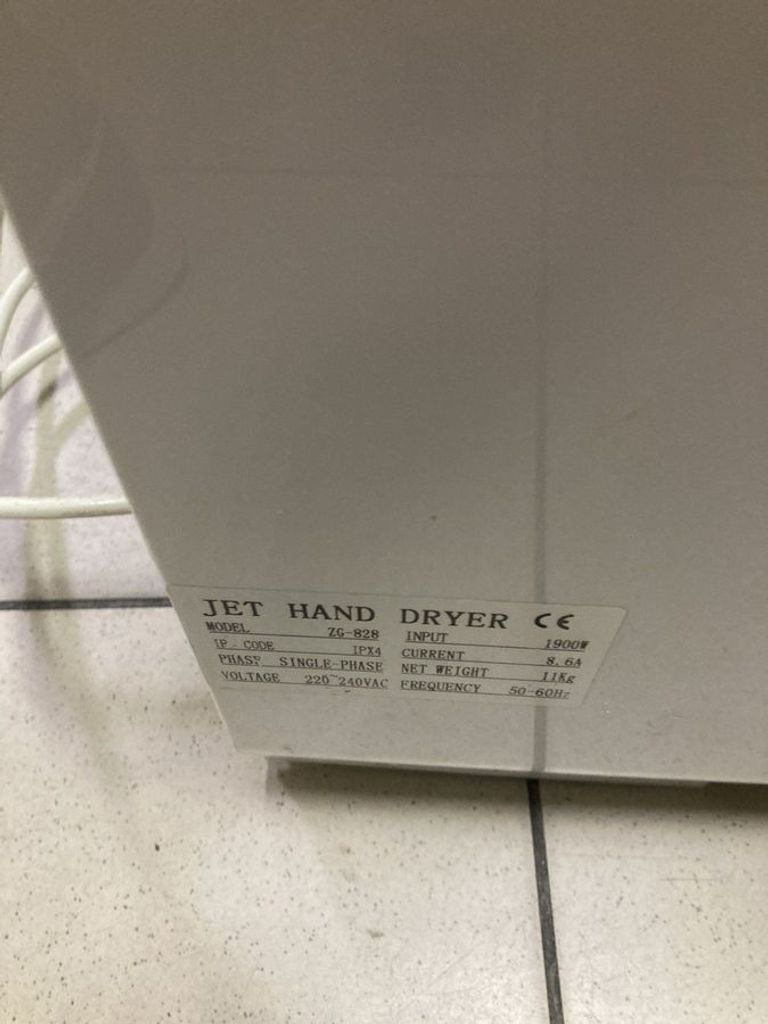 JET HAND DRYER CE
MODEL ZG-828 INPUT 1900W
IP CODE IPX4 CURRENT 8.6A
PHASE SINGLE-PHASE NET WEIGHT 11Kg
VOLTAGE 220~240VAC FREQUENCY 50-60Hz